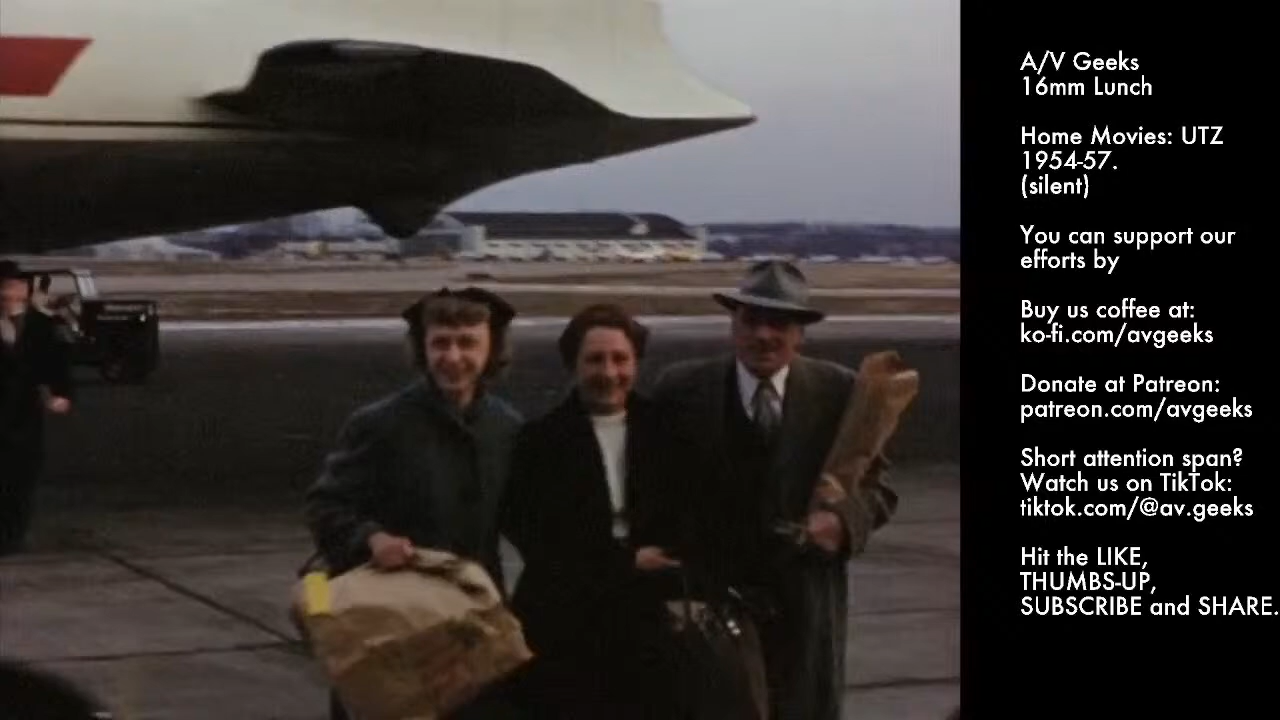 A/V Geeks
16mm Lunch
Home Movies: UTZ
1954-57.
(silent)
You can support our
efforts by
Buy us coffee at:
ko-fi.com/avgeeks
Donate at Patreon:
patreon.com/avgeeks
Short attention span?
Watch us on TikTok:
tiktok.com/@av.geeks
Hit the LIKE,
THUMBS-UP,
SUBSCRIBE and SHARE.